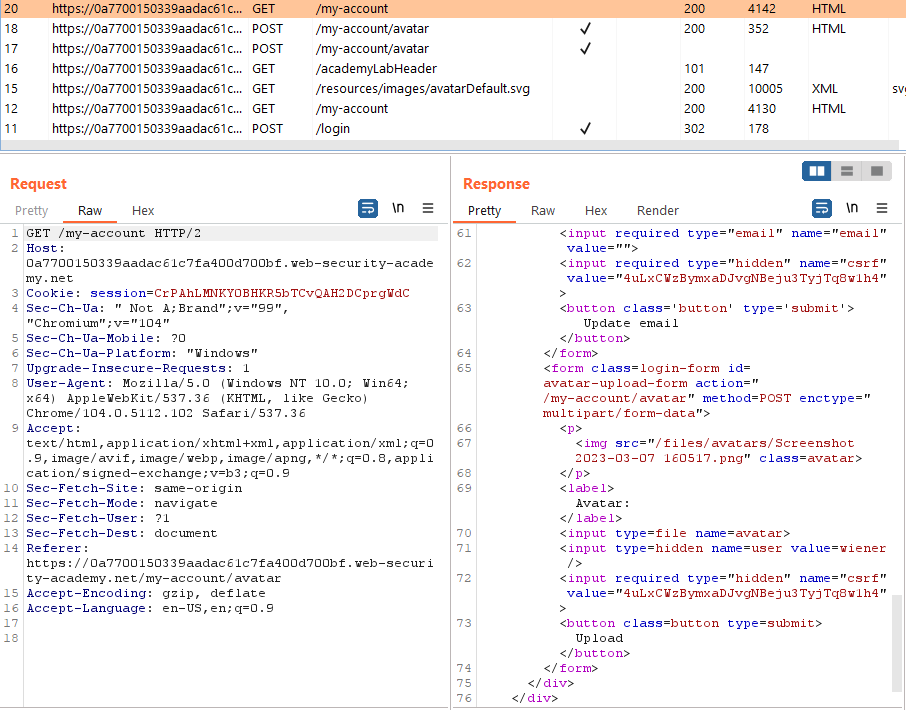 20 https://0a7700150339aadac61c... GET /my-account 200 4142 HTML
18 https://0a7700150339aadac61c... POST /my-account/avatar ✓ 200 352 HTML
17 https://0a7700150339aadac61c... POST /my-account/avatar ✓
16 https://0a7700150339aadac61c... GET /academyLabHeader 101 147
15 https://0a7700150339aadac61c... GET /resources/images/avatarDefault.svg 200 10005 XML svg
12 https://0a7700150339aadac61c... GET /my-account 200 4130 HTML
11 https://0a7700150339aadac61c... POST /login ✓ 302 178
Request
Pretty Raw Hex \n
1 GET /my-account HTTP/2
2 Host:
0a7700150339aadac61c7fa400d700bf.web-security-acade
my.net
3 Cookie: session=CrPAhLMNKYOBHKR5bTCvQAH2DCprgWdC
4 Sec-Ch-Ua: " Not A;Brand";v="99",
"Chromium";v="104"
5 Sec-Ch-Ua-Mobile: ?0
6 Sec-Ch-Ua-Platform: "Windows"
7 Upgrade-Insecure-Requests: 1
8 User-Agent: Mozilla/5.0 (Windows NT 10.0; Win64;
x64) AppleWebKit/537.36 (KHTML, like Gecko)
Chrome/104.0.5112.102 Safari/537.36
9 Accept:
text/html,application/xhtml+xml,application/xml;q=0
.9,image/avif,image/webp,image/apng,*/*;q=0.8,appli
cation/signed-exchange;v=b3;q=0.9
10 Sec-Fetch-Site: same-origin
11 Sec-Fetch-Mode: navigate
12 Sec-Fetch-User: ?1
13 Sec-Fetch-Dest: document
14 Referer:
https://0a7700150339aadac61c7fa400d700bf.web-securi
ty-academy.net/my-account/avatar
15 Accept-Encoding: gzip, deflate
16 Accept-Language: en-US,en;q=0.9
17
18
Response
Pretty Raw Hex Render \n
61 <input required type="email" name="email"
value="">
62 <input required type="hidden" name="csrf"
value="4uLxCWzBymxaDJvgNBeju3TyjTq8w1h4"
>
63 <button class='button' type='submit'>
Update email
</button>
64 </form>
65 <form class=login-form id=
avatar-upload-form action="
/my-account/avatar" method=POST enctype="
multipart/form-data">
66 <p>
67 <img src="/files/avatars/Screenshot
2023-03-07 160517.png" class=avatar>
68 </p>
69 <label>
Avatar:
</label>
70 <input type=file name=avatar>
71 <input type=hidden name=user value=wiener
/>
72 <input required type="hidden" name="csrf"
value="4uLxCWzBymxaDJvgNBeju3TyjTq8w1h4"
>
73 <button class=button type=submit>
Upload
</button>
74 </form>
75 </div>
76 </div>